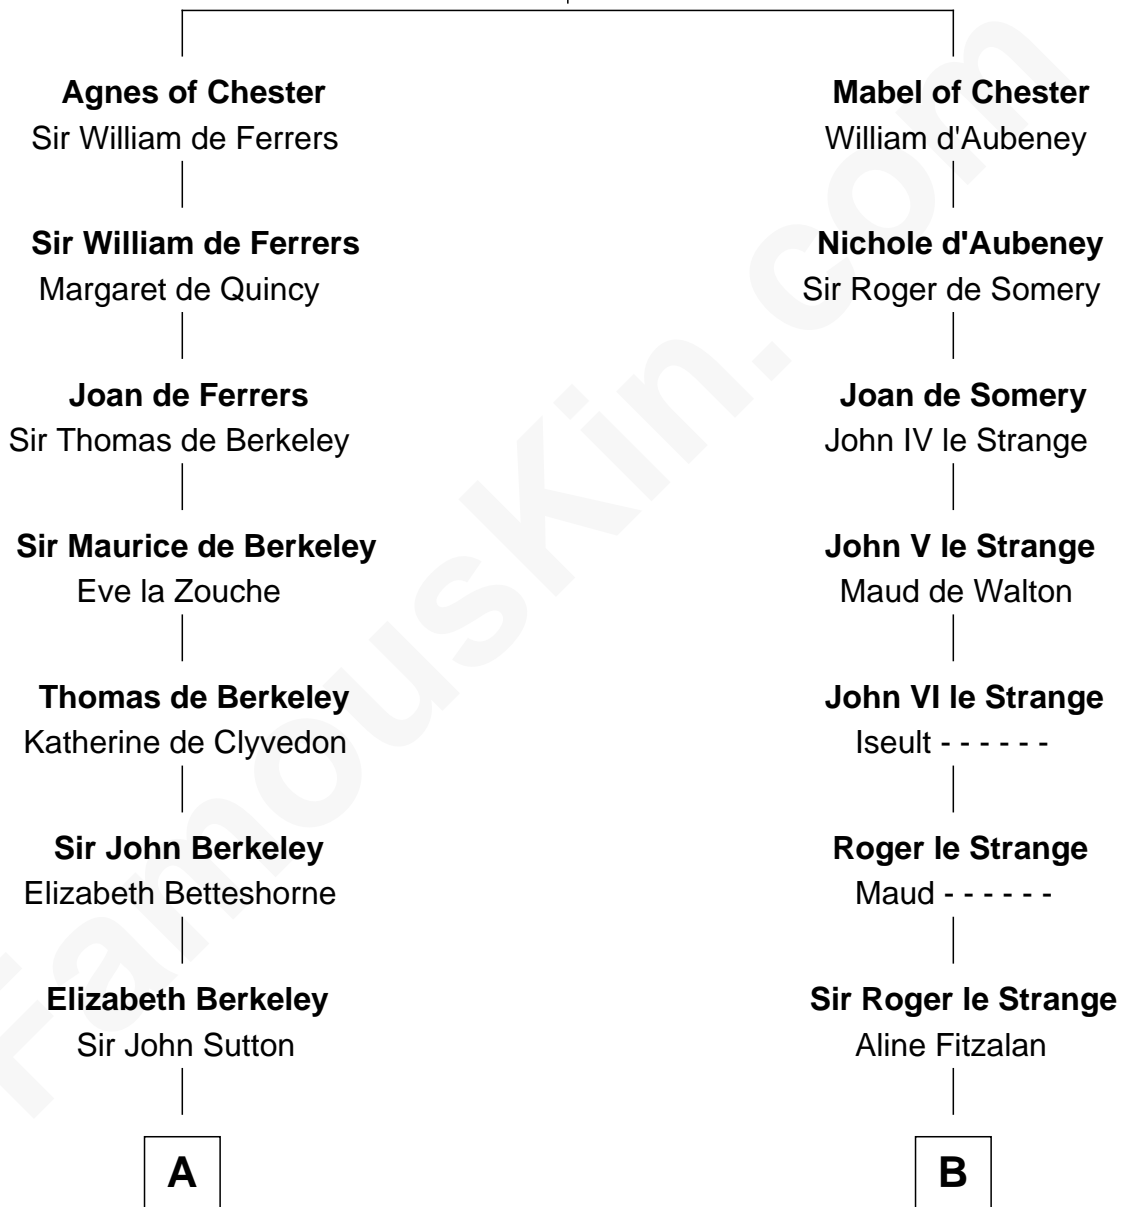 Agnes of Chester
Sir William de Ferrers
Sir William de Ferrers
Margaret de Quincy
Joan de Ferrers
Sir Thomas de Berkeley
Sir Maurice de Berkeley
Eve la Zouche
Thomas de Berkeley
Katherine de Clyvedon
Sir John Berkeley
Elizabeth Betteshorne
Elizabeth Berkeley
Sir John Sutton
A
Mabel of Chester
William d'Aubeney
Nichole d'Aubeney
Sir Roger de Somery
Joan de Somery
John IV le Strange
John V le Strange
Maud de Walton
John VI le Strange
Iseult - - - - - -
Roger le Strange
Maud - - - - - -
Sir Roger le Strange
Aline Fitzalan
B
FamousKin.com